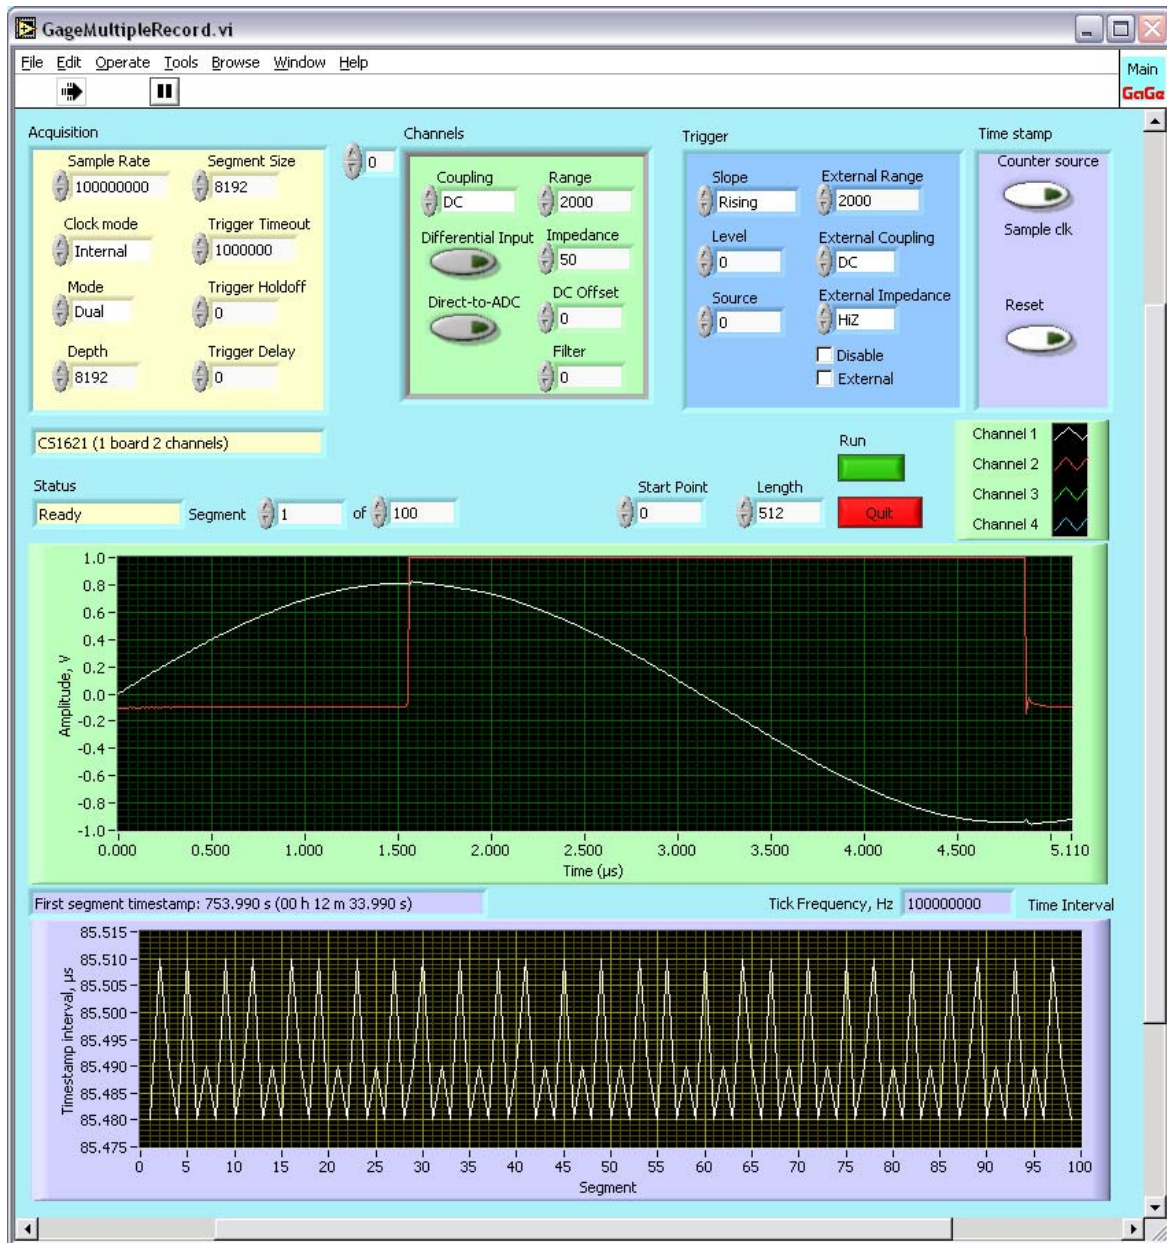 GageMultipleRecord.vi
File Edit Operate Tools Browse Window Help
Main
GaGe
Acquisition
Sample Rate Segment Size
100000000 8192
Clock mode Trigger Timeout
Internal 1000000
Mode Trigger Holdoff
Dual 0
Depth Trigger Delay
8192 0
0
Channels
Coupling Range
DC 2000
Differential Input Impedance
50
Direct-to-ADC DC Offset
0
Filter
0
Trigger
Slope External Range
Rising 2000
Level External Coupling
0 DC
Source External Impedance
0 HiZ
Disable
External
Time stamp
Counter source
Sample clk
Reset
CS1621 (1 board 2 channels)
Status
Ready Segment 1 of 100
Start Point Length
0 512
Run
Quit
Channel 1
Channel 2
Channel 3
Channel 4
1.0
0.8
0.6
0.4
0.2
0.0
-0.2
-0.4
-0.6
-0.8
-1.0
Amplitude, V
0.000 0.500 1.000 1.500 2.000 2.500 3.000 3.500 4.000 4.500 5.110
Time (µs)
First segment timestamp: 753.990 s (00 h 12 m 33.990 s) Tick Frequency, Hz 100000000 Time Interval
85.515
85.510
85.505
85.500
85.495
85.490
85.485
85.480
85.475
Timestamp interval, µs
0 5 10 15 20 25 30 35 40 45 50 55 60 65 70 75 80 85 90 95 100
Segment